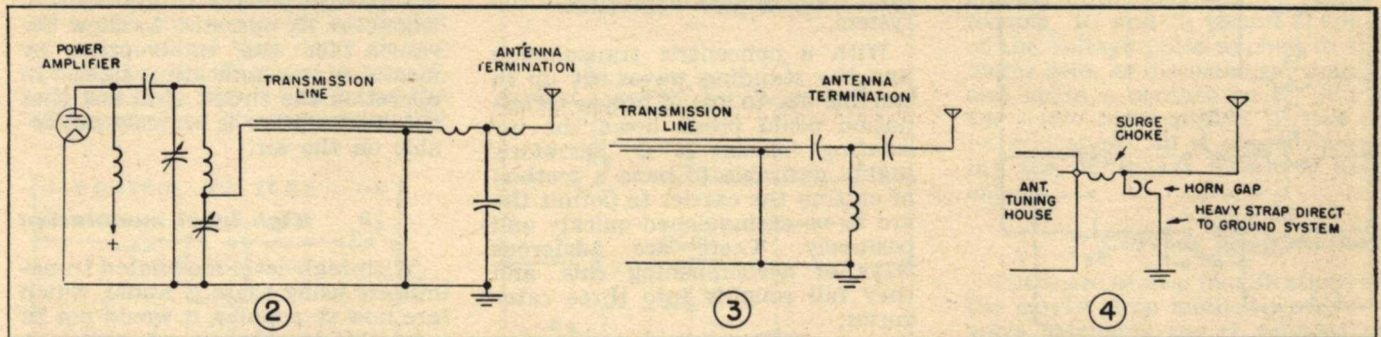 POWER
AMPLIFIER
TRANSMISSION
LINE
ANTENNA
TERMINATION
2
TRANSMISSION
LINE
ANTENNA
TERMINATION
3
SURGE
CHOKE
ANT.
TUNING
HOUSE
HORN GAP
HEAVY STRAP DIRECT
TO GROUND SYSTEM
4